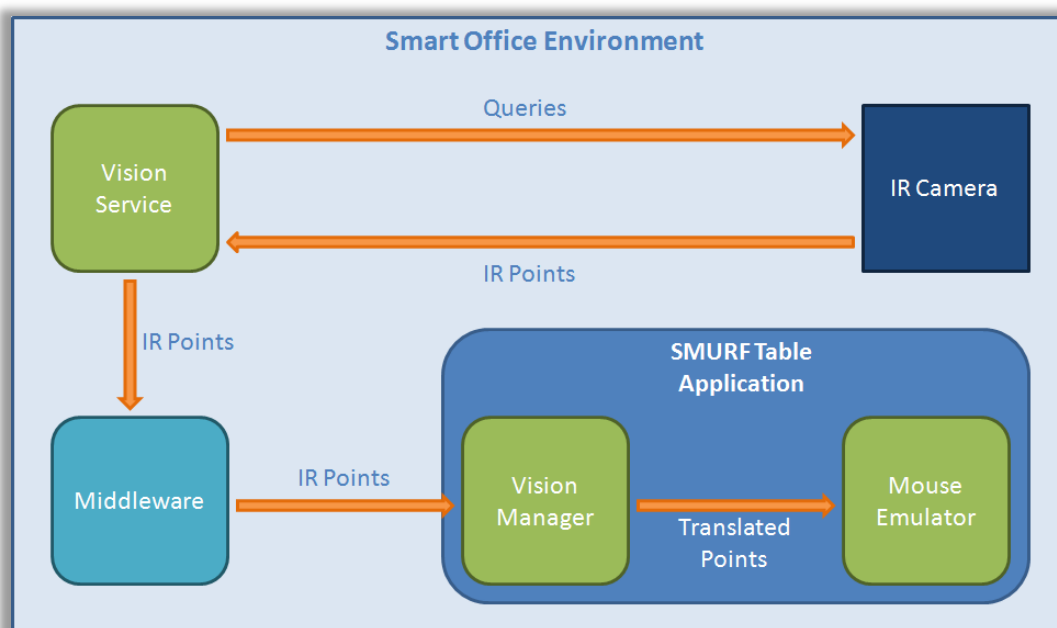 Smart Office Environment
Queries
Vision
Service
IR Camera
IR Points
IR Points
SMURF Table
Application
Middleware
IR Points
Vision
Manager
Translated
Points
Mouse
Emulator